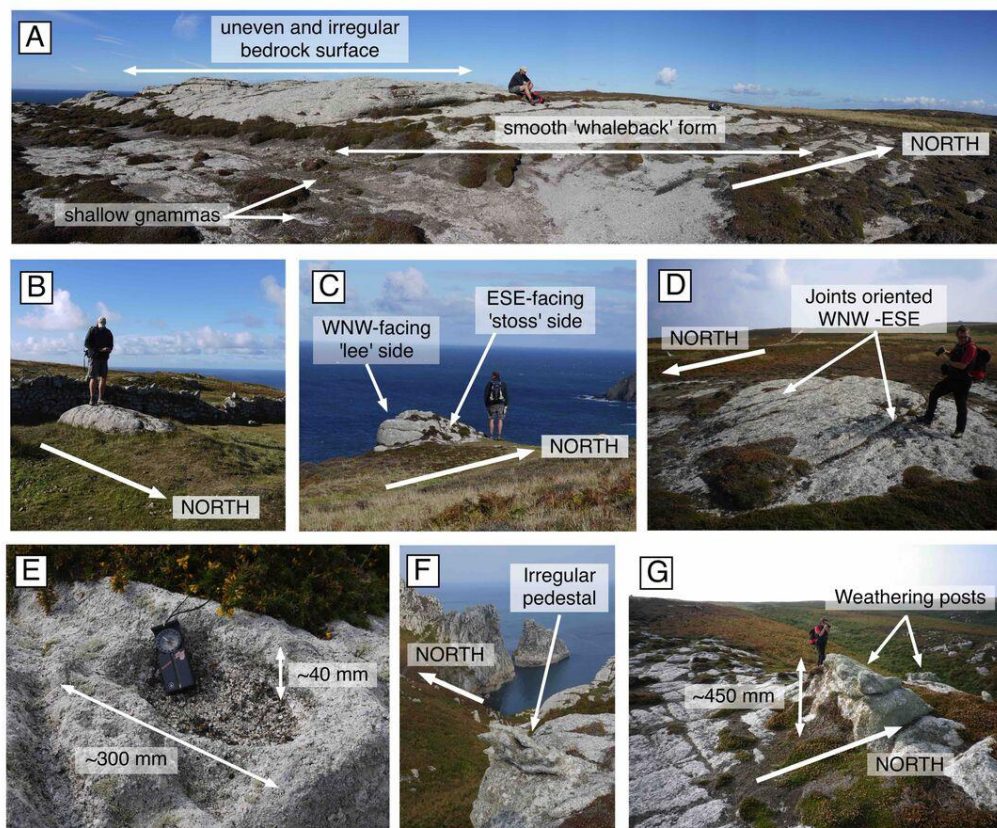 A
uneven and irregular
bedrock surface
smooth 'whaleback' form
NORTH
shallow gnammas
B
NORTH
C
WNW-facing
'lee' side
ESE-facing
'stoss' side
NORTH
D
NORTH
Joints oriented
WNW -ESE
E
~40 mm
~300 mm
F
Irregular
pedestal
NORTH
G
Weathering posts
~450 mm
NORTH